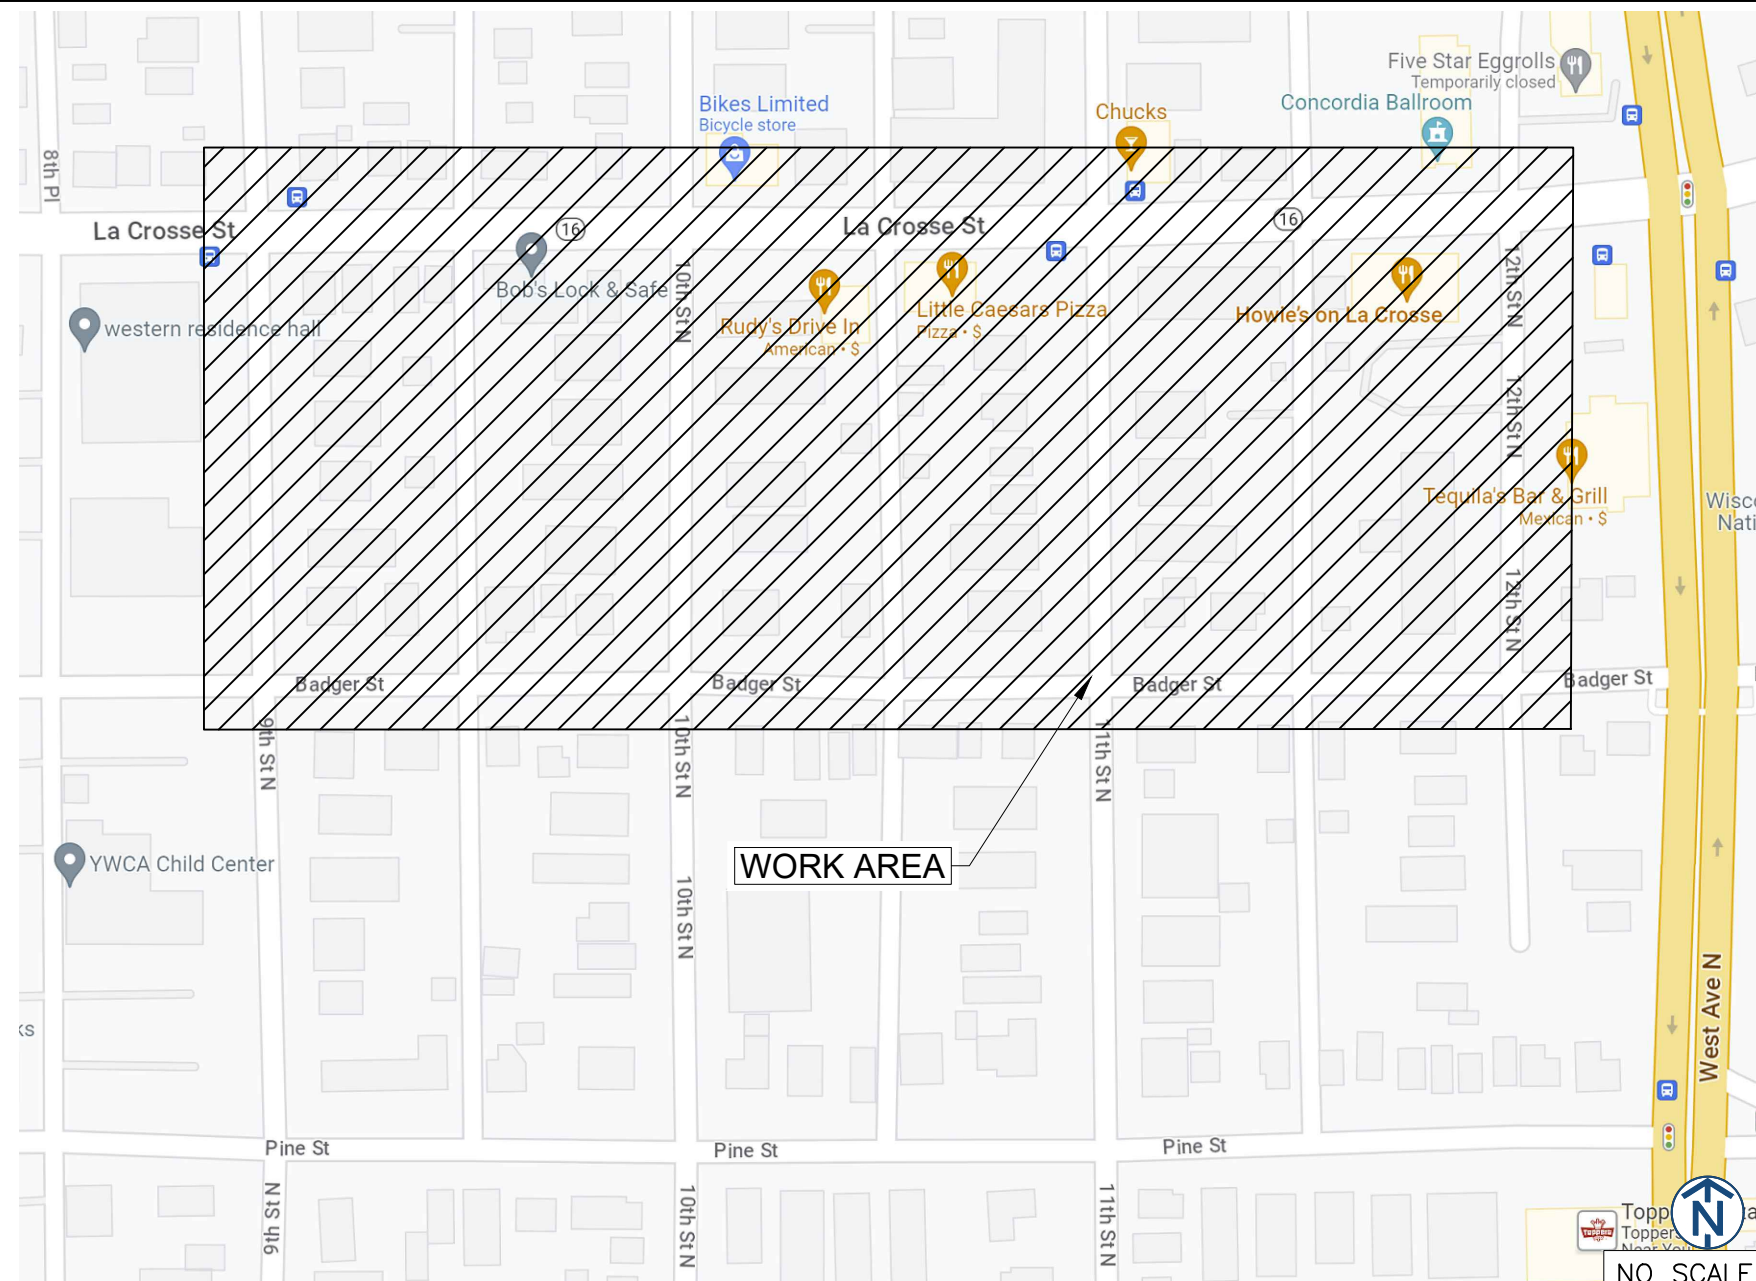 Five Star Eggrolls
Temporarily closed
Bikes Limited
Bicycle store
Chucks
Concordia Ballroom
8th Pl
La Crosse St
16
La Crosse St
16
Bob's Lock & Safe
10th St N
western residence hall
Rudy's Drive In
American • $
Little Caesars Pizza
Pizza • $
Howie's on La Crosse
12th St N
12th St N
Tequila's Bar & Grill
Mexican • $
12th St N
Badger St
Badger St
Badger St
Badger St
9th St N
10th St N
11th St N
WORK AREA
YWCA Child Center
10th St N
West Ave N
Pine St
Pine St
Pine St
9th St N
10th St N
11th St N
Toppers
N
NO SCALE